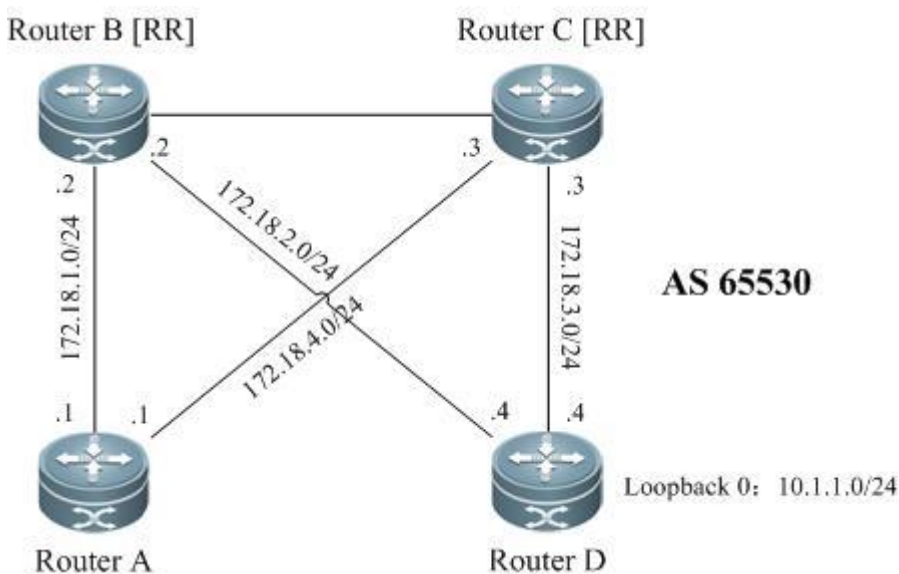 Router B [RR]
Router C [RR]
.2
.3
.2
.3
172.18.2.0/24
172.18.1.0/24
172.18.3.0/24
AS 65530
172.18.4.0/24
.1
.1
.4
.4
Loopback 0： 10.1.1.0/24
Router A
Router D